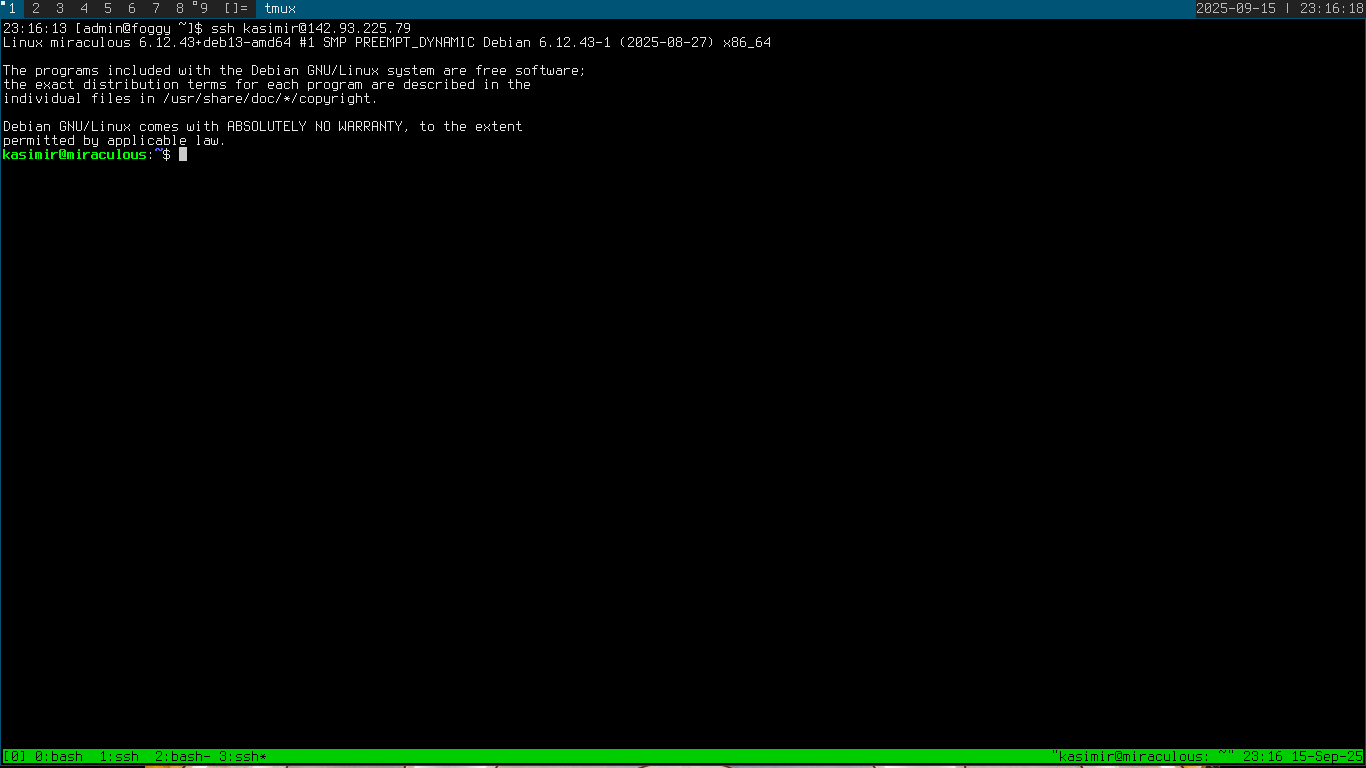 1 2 3 4 5 6 7 8 9 []= tmux 2025-09-15 | 23:16:18
23:16:13 [admin@foggy ~]$ ssh kasimir@142.93.225.79
Linux miraculous 6.12.43+deb13-amd64 #1 SMP PREEMPT_DYNAMIC Debian 6.12.43-1 (2025-08-27) x86_64
The programs included with the Debian GNU/Linux system are free software;
the exact distribution terms for each program are described in the
individual files in /usr/share/doc/*/copyright.
Debian GNU/Linux comes with ABSOLUTELY NO WARRANTY, to the extent
permitted by applicable law.
kasimir@miraculous:~$
[0] 0:bash  1:ssh  2:bash- 3:ssh* "kasimir@miraculous: ~" 23:16 15-Sep-25